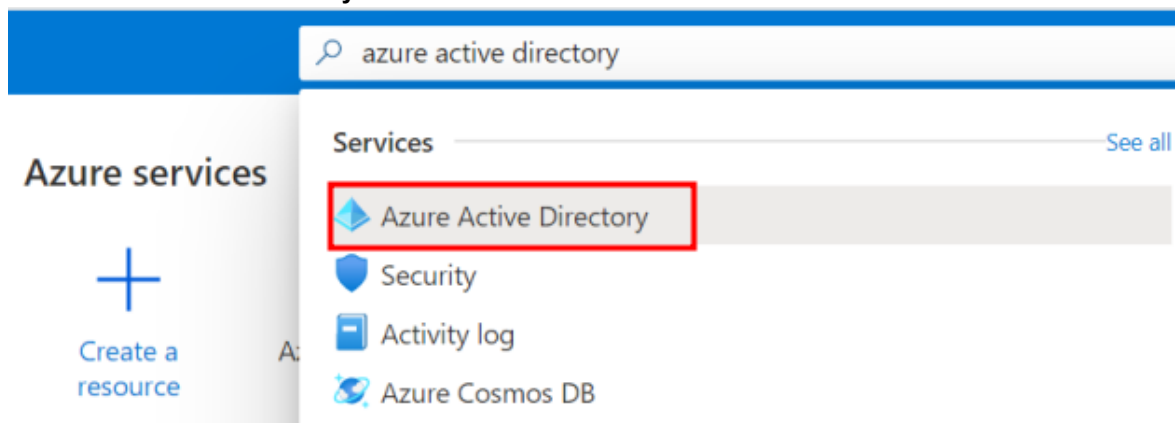 azure active directory
Services
See all
Azure services
Azure Active Directory
Security
Activity log
Azure Cosmos DB
Create a
resource